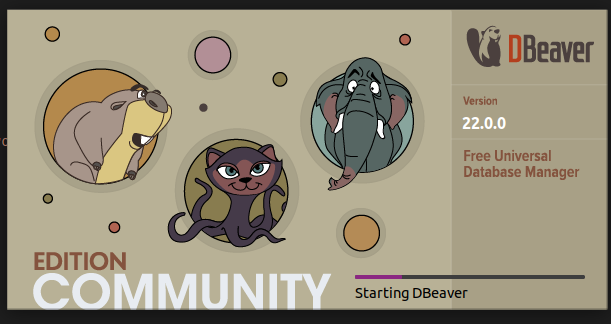 DBeaver
Version
22.0.0
Free Universal
Database Manager
EDITION
COMMUNITY
Starting DBeaver